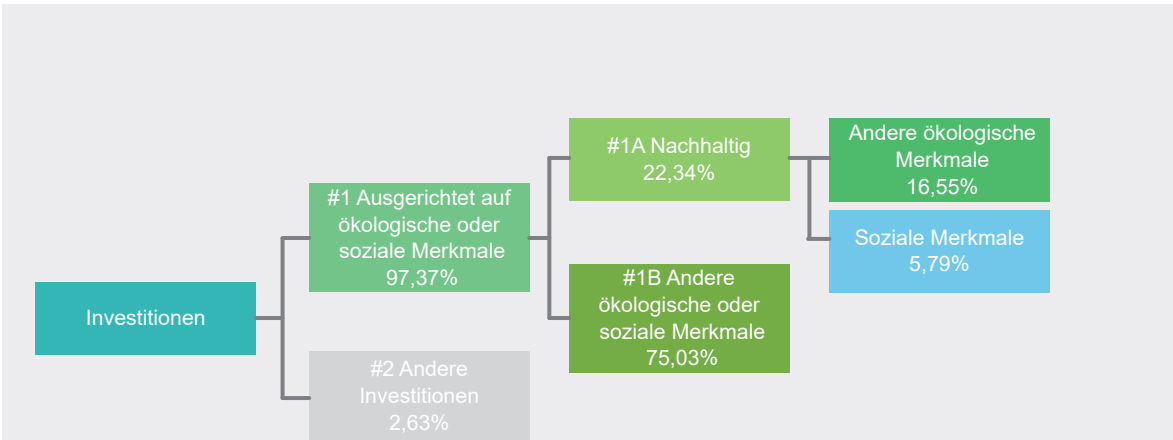 Investitionen
#1 Ausgerichtet auf
ökologische oder
soziale Merkmale
97,37%
#2 Andere
Investitionen
2,63%
#1A Nachhaltig
22,34%
#1B Andere
ökologische oder
soziale Merkmale
75,03%
Andere ökologische
Merkmale
16,55%
Soziale Merkmale
5,79%